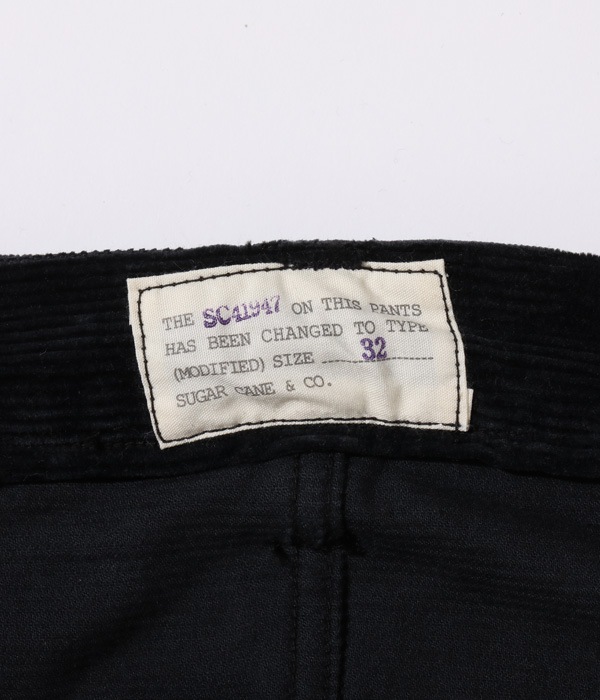 THE SC41947 ON THIS PANTS
HAS BEEN CHANGED TO TYPE
(MODIFIED) SIZE 32
SUGAR CANE & CO.